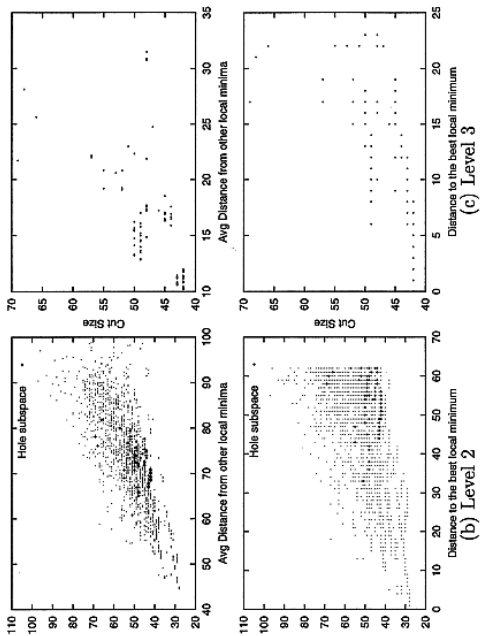 110
100
90
80
70
60
50
40
30
20
Hole subspace
40 50 60 70 80 90 100
Avg Distance from other local minima
70
65
60
55
50
45
40
Cut Size
10 15 20 25 30 35
Avg Distance from other local minima
110
100
90
80
70
60
50
40
30
20
Hole subspace
0 10 20 30 40 50 60 70
Distance to the best local minimum
(b) Level 2
70
65
60
55
50
45
40
Cut Size
0 5 10 15 20 25
Distance to the best local minimum
(c) Level 3